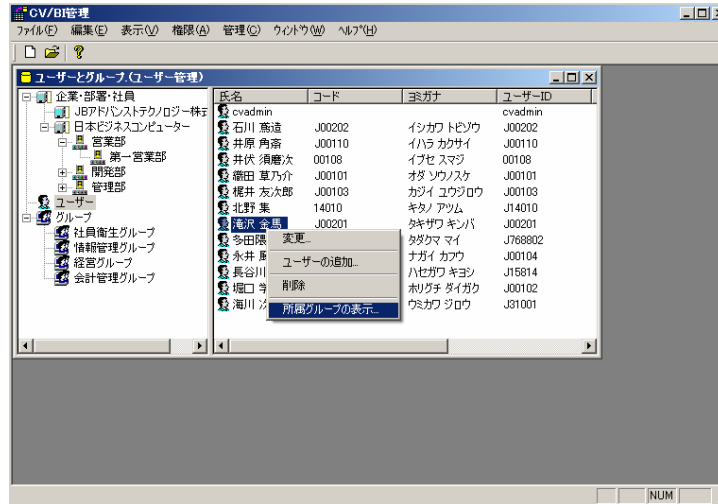 CV/BI管理
ファイル(F) 編集(E) 表示(V) 権限(A) 管理(C) ウィンドウ(W) ヘルプ(H)
ユーザーとグループ.(ユーザー管理)
企業・部署・社員
JBアドバンストテクノロジー株
日本ビジネスコンピューター
営業部
第一営業部
開発部
管理部
ユーザー
グループ
社員衛生グループ
情報管理グループ
経営グループ
会計管理グループ
氏名 コード ヨミガナ ユーザーID
cvadmin cvadmin
石川 鳶造 J00202 イシカワ トビゾウ J00202
井原 角斎 J00110 イハラ カクサイ J00110
井伏 須磨次 00108 イブセ スマジ 00108
織田 草乃介 J00101 オダ ソウノスケ J00101
梶井 友次郎 J00103 カジイ ユウジロウ J00103
北野 集 14010 キタノ アツム J14010
滝沢 金馬 J00201 タキザワ キンバ J00201
多田隈 タダクマ マイ J768802
永井 ナガイ カフウ J00104
長谷川 ハセガワ キヨシ J15814
堀口 ホリグチ ダイガク J00102
海川 ウミカワ ジロウ J31001
変更...
ユーザーの追加...
削除
所属グループの表示...
NUM